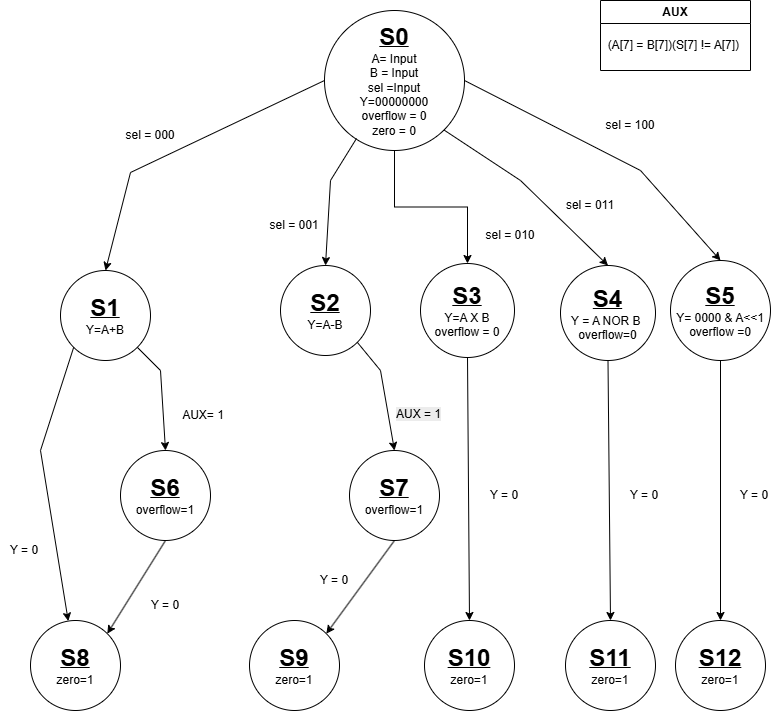 AUX
(A[7] = B[7])(S[7] != A[7])
S0
A= Input
B = Input
sel =Input
Y=00000000
overflow = 0
zero = 0
sel = 000
sel = 001
sel = 010
sel = 011
sel = 100
S1
Y=A+B
S2
Y=A-B
S3
Y=A X B
overflow = 0
S4
Y = A NOR B
overflow=0
S5
Y= 0000 & A<<1
overflow =0
AUX= 1
AUX = 1
S6
overflow=1
S7
overflow=1
Y = 0
Y = 0
Y = 0
Y = 0
Y = 0
Y = 0
S8
zero=1
S9
zero=1
S10
zero=1
S11
zero=1
S12
zero=1